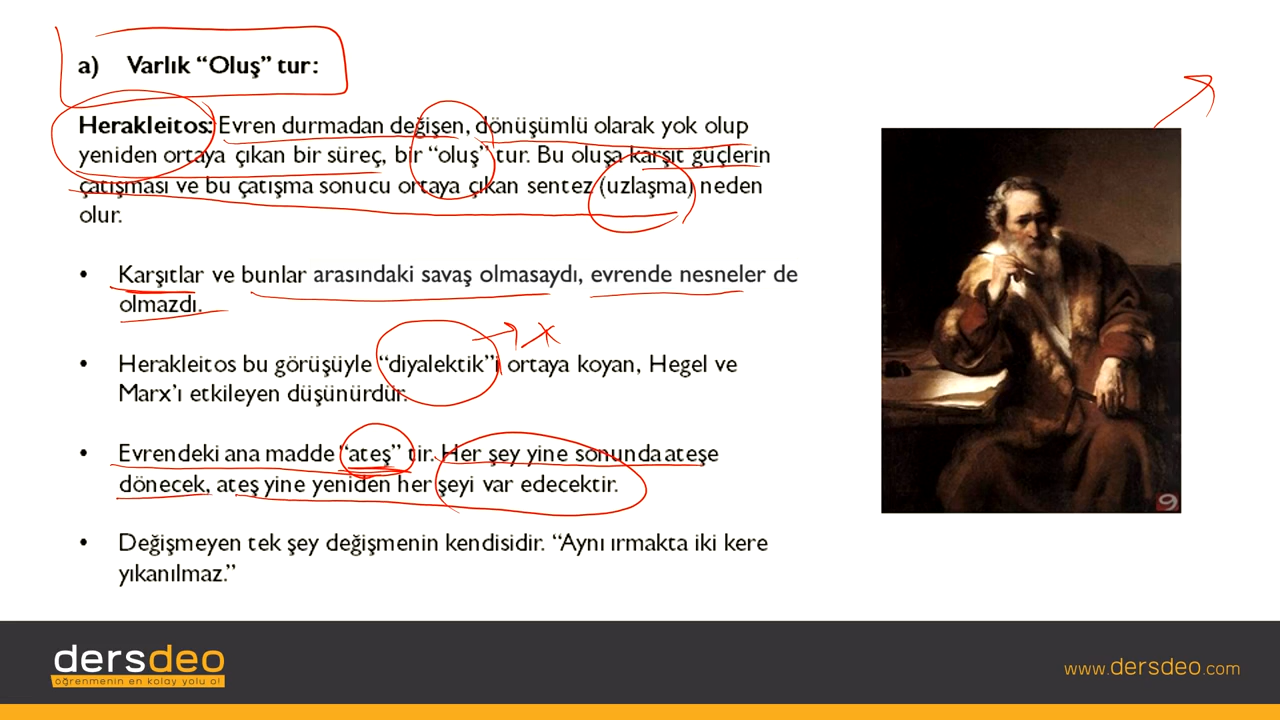 a) Varlık “Oluş” tur:
Herakleitos: Evren durmadan değişen, dönüşümlü olarak yok olup
yeniden ortaya çıkan bir süreç, bir “oluş” tur. Bu oluşa karşıt güçlerin
çatışması ve bu çatışma sonucu ortaya çıkan sentez (uzlaşma) neden
olur.
• Karşıtlar ve bunlar arasındaki savaş olmasaydı, evrende nesneler de
olmazdı.
• Herakleitos bu görüşüyle “diyalektik”i ortaya koyan, Hegel ve
Marx’ı etkileyen düşünürdür.
• Evrendeki ana madde “ateş” tir. Her şey yine sonunda ateşe
dönecek, ateş yine yeniden her şeyi var edecektir.
• Değişmeyen tek şey değişmenin kendisidir. “Aynı ırmakta iki kere
yıkanılmaz.”
dersdeo
öğrenmenin en kolay yolu o!
www.dersdeo.com